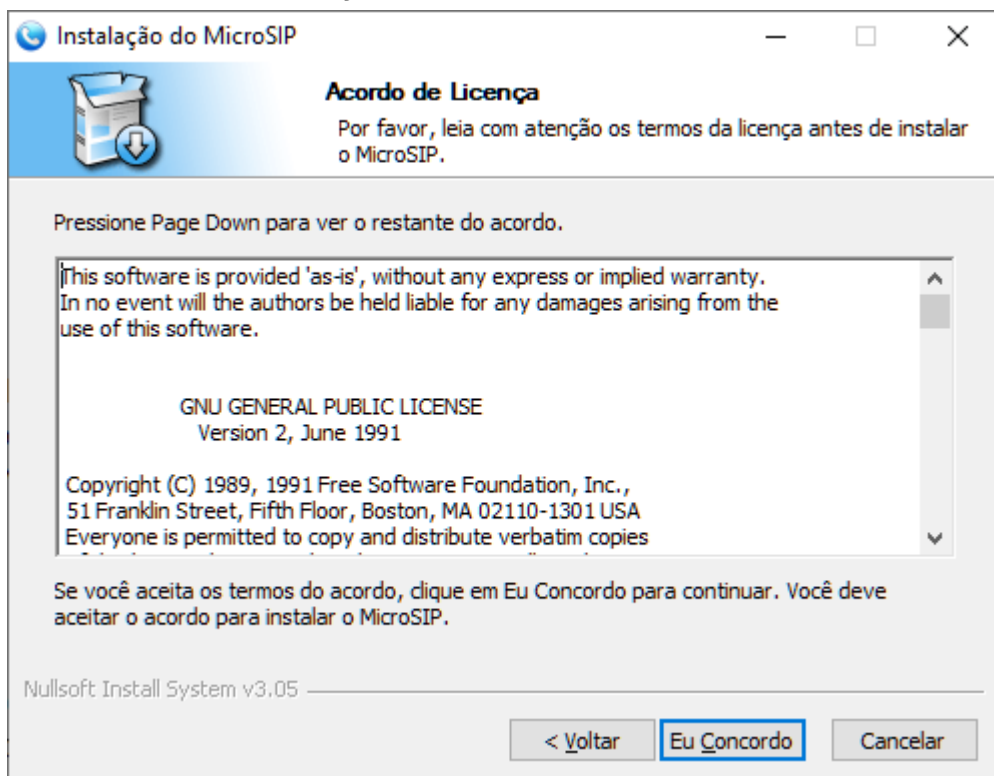 Instalação do MicroSIP
Acordo de Licença
Por favor, leia com atenção os termos da licença antes de instalar
o MicroSIP.
Pressione Page Down para ver o restante do acordo.
This software is provided 'as-is', without any express or implied warranty.
In no event will the authors be held liable for any damages arising from the
use of this software.
GNU GENERAL PUBLIC LICENSE
Version 2, June 1991
Copyright (C) 1989, 1991 Free Software Foundation, Inc.,
51 Franklin Street, Fifth Floor, Boston, MA 02110-1301 USA
Everyone is permitted to copy and distribute verbatim copies
Se você aceita os termos do acordo, clique em Eu Concordo para continuar. Você deve
aceitar o acordo para instalar o MicroSIP.
Nullsoft Install System v3.05
< Voltar
Eu Concordo
Cancelar